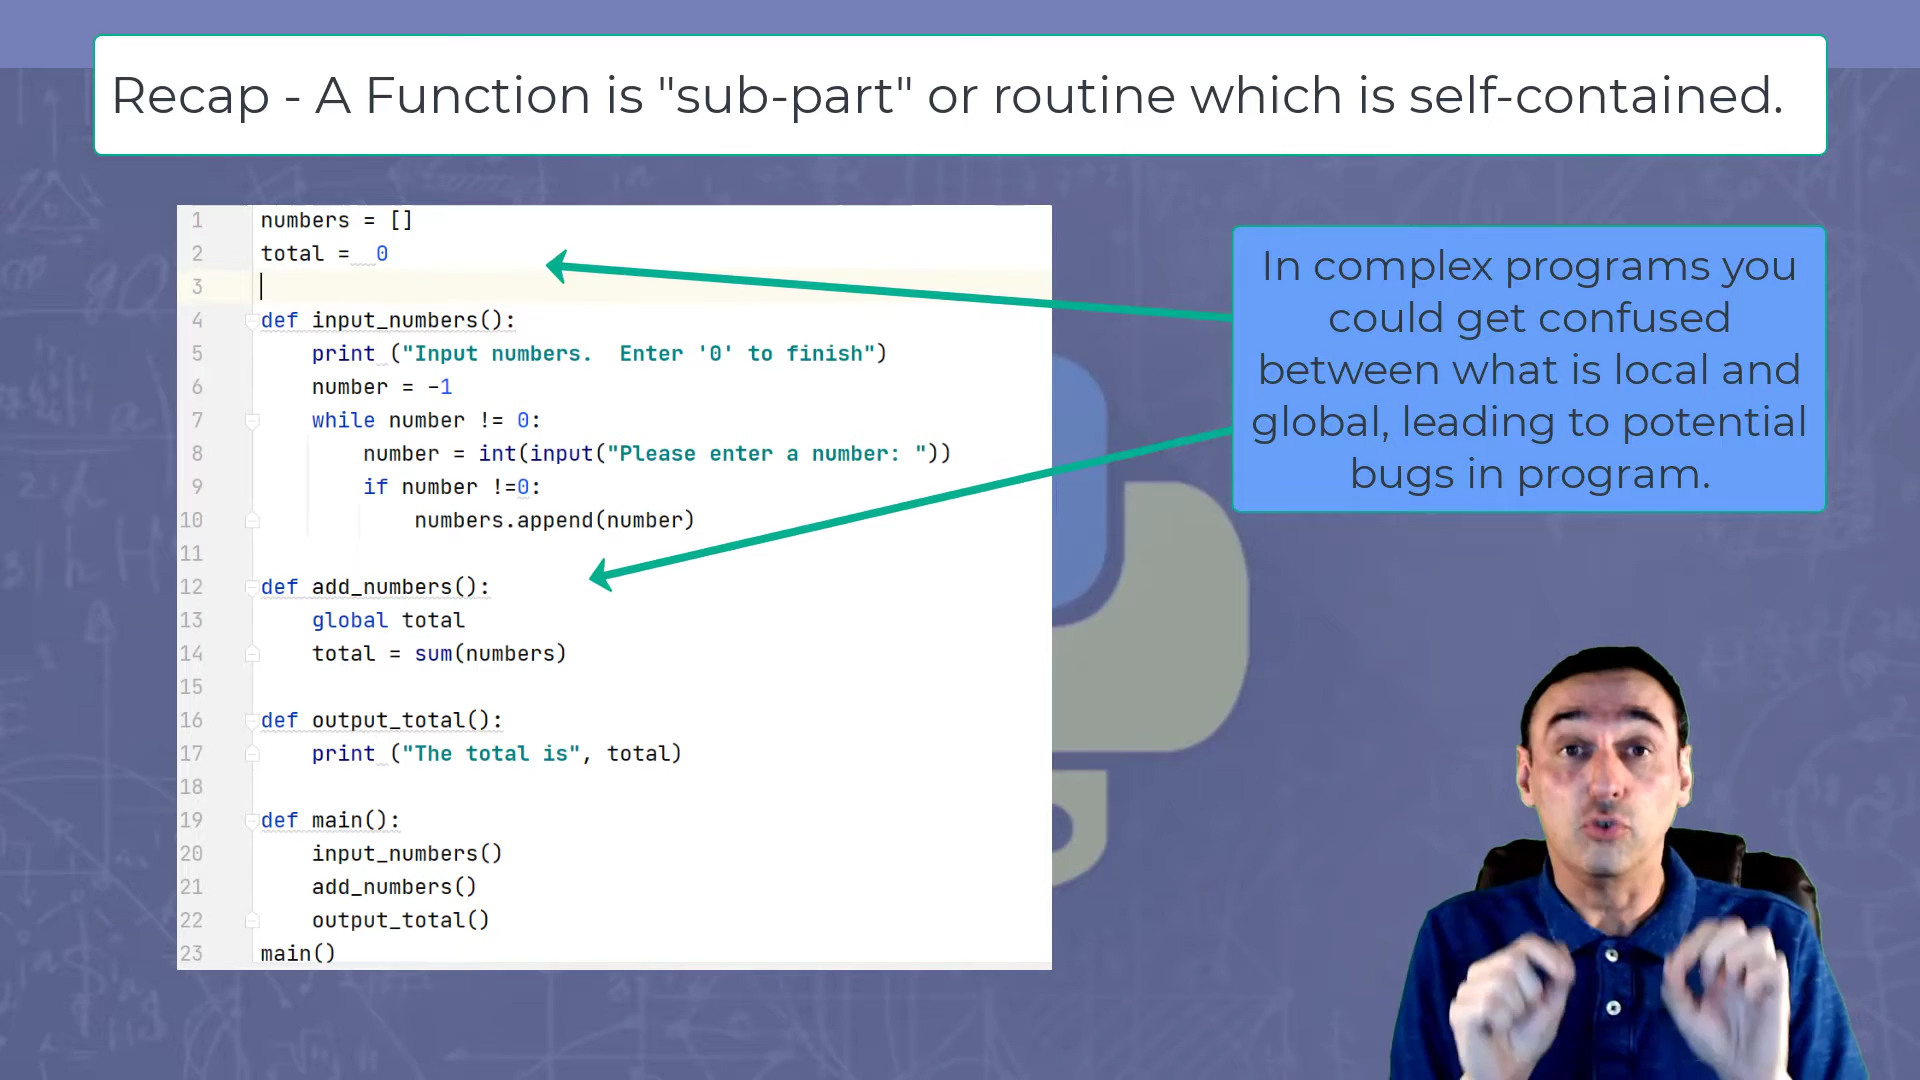 Recap - A Function is "sub-part" or routine which is self-contained.
1 numbers = []
2 total =  0
3
4 def input_numbers():
5     print ("Input numbers.  Enter '0' to finish")
6     number = -1
7     while number != 0:
8         number = int(input("Please enter a number: "))
9         if number !=0:
10             numbers.append(number)
11
12 def add_numbers():
13     global total
14     total = sum(numbers)
15
16 def output_total():
17     print ("The total is", total)
18
19 def main():
20     input_numbers()
21     add_numbers()
22     output_total()
23 main()
In complex programs you
could get confused
between what is local and
global, leading to potential
bugs in program.